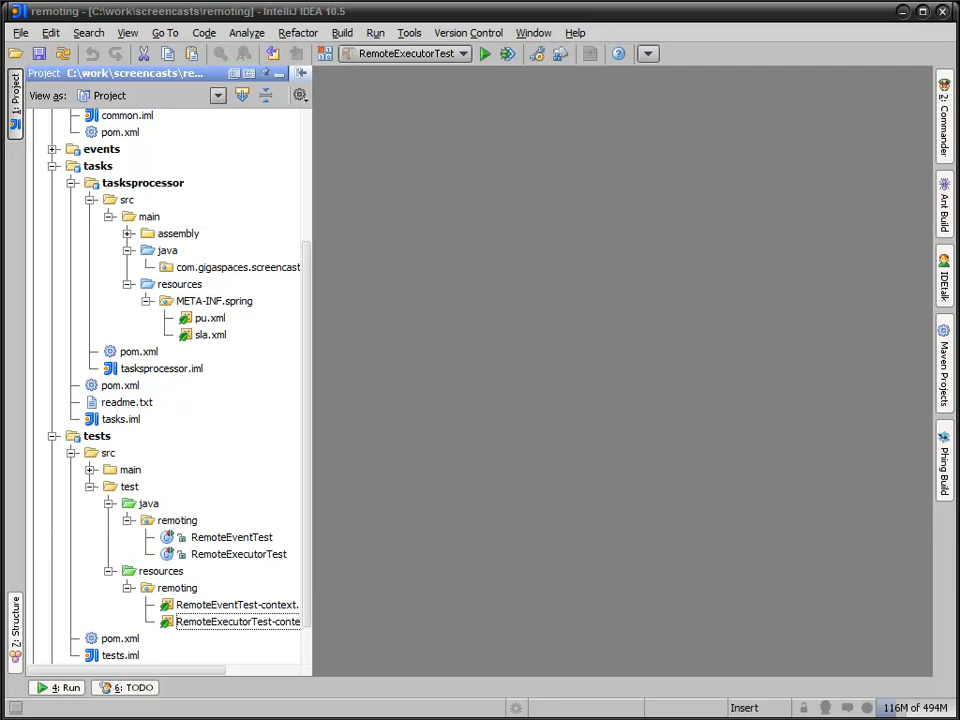 remoting - [C:\work\screencasts\remoting] - IntelliJ IDEA 10.5
File Edit Search View Go To Code Analyze Refactor Build Run Tools Version Control Window Help
RemoteExecutorTest
Project C:\work\screencasts\re...
View as: Project
common.iml
pom.xml
events
tasks
tasksprocessor
src
main
assembly
java
com.gigaspaces.screencast
resources
META-INF.spring
pu.xml
sla.xml
pom.xml
tasksprocessor.iml
pom.xml
readme.txt
tasks.iml
tests
src
main
test
java
remoting
RemoteEventTest
RemoteExecutorTest
resources
remoting
RemoteEventTest-context.
RemoteExecutorTest-conte
pom.xml
tests.iml
1: Project
Z: Structure
2: Commander
Ant Build
IDEtalk
Maven Projects
Phing Build
4: Run 6: TODO
Insert 116M of 494M